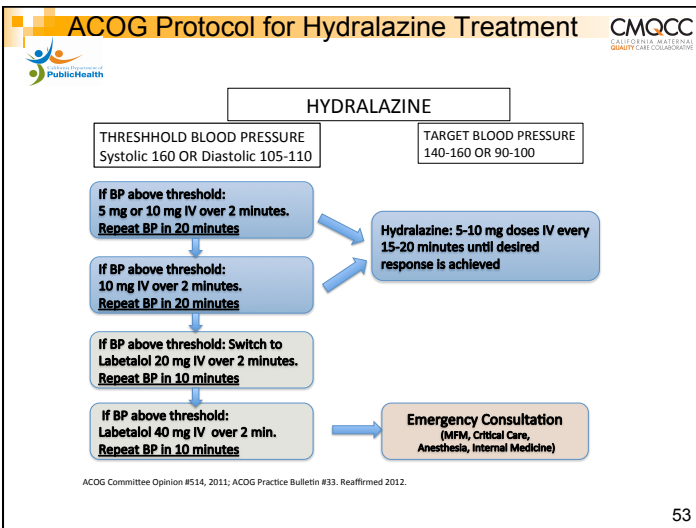 ACOG Protocol for Hydralazine Treatment
CMQCC
CALIFORNIA MATERNAL
QUALITY CARE COLLABORATIVE
California Department of
PublicHealth
HYDRALAZINE
THRESHHOLD BLOOD PRESSURE
Systolic 160 OR Diastolic 105-110
TARGET BLOOD PRESSURE
140-160 OR 90-100
If BP above threshold:
5 mg or 10 mg IV over 2 minutes.
Repeat BP in 20 minutes
Hydralazine: 5-10 mg doses IV every
15-20 minutes until desired
response is achieved
If BP above threshold:
10 mg IV over 2 minutes.
Repeat BP in 20 minutes
If BP above threshold: Switch to
Labetalol 20 mg IV over 2 minutes.
Repeat BP in 10 minutes
If BP above threshold:
Labetalol 40 mg IV over 2 min.
Repeat BP in 10 minutes
Emergency Consultation
(MFM, Critical Care,
Anesthesia, Internal Medicine)
ACOG Committee Opinion #514, 2011; ACOG Practice Bulletin #33. Reaffirmed 2012.
53